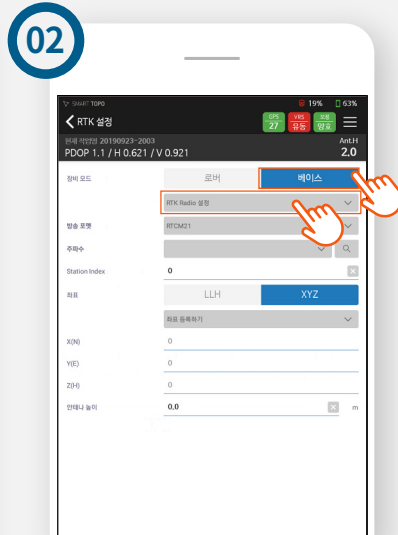 02
SMART TOPO 19% 63%
RTK 설정 GPS 27 VRS 유동 보정 양호
현재 작업명 20190923-2003 Ant.H
PDOP 1.1 / H 0.621 / V 0.921 2,0
장비 모드 로버 베이스
RTK Radio 설정
방송 포맷 RTCM21
주파수
Station Index 0
좌표 LLH XYZ
좌표 등록하기
X(N) 0
Y(E) 0
Z(H) 0
안테나 높이 0,0 m